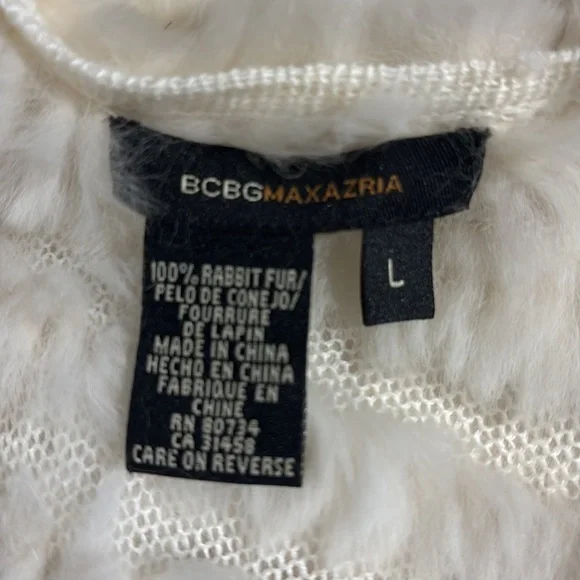 BCBGMAXAZRIA
L
100% RABBIT FUR/
PELO DE CONEJO/
FOURRURE
DE LAPIN
MADE IN CHINA
HECHO EN CHINA
FABRIQUE EN
CHINE
RN 80734
CA 31458
CARE ON REVERSE